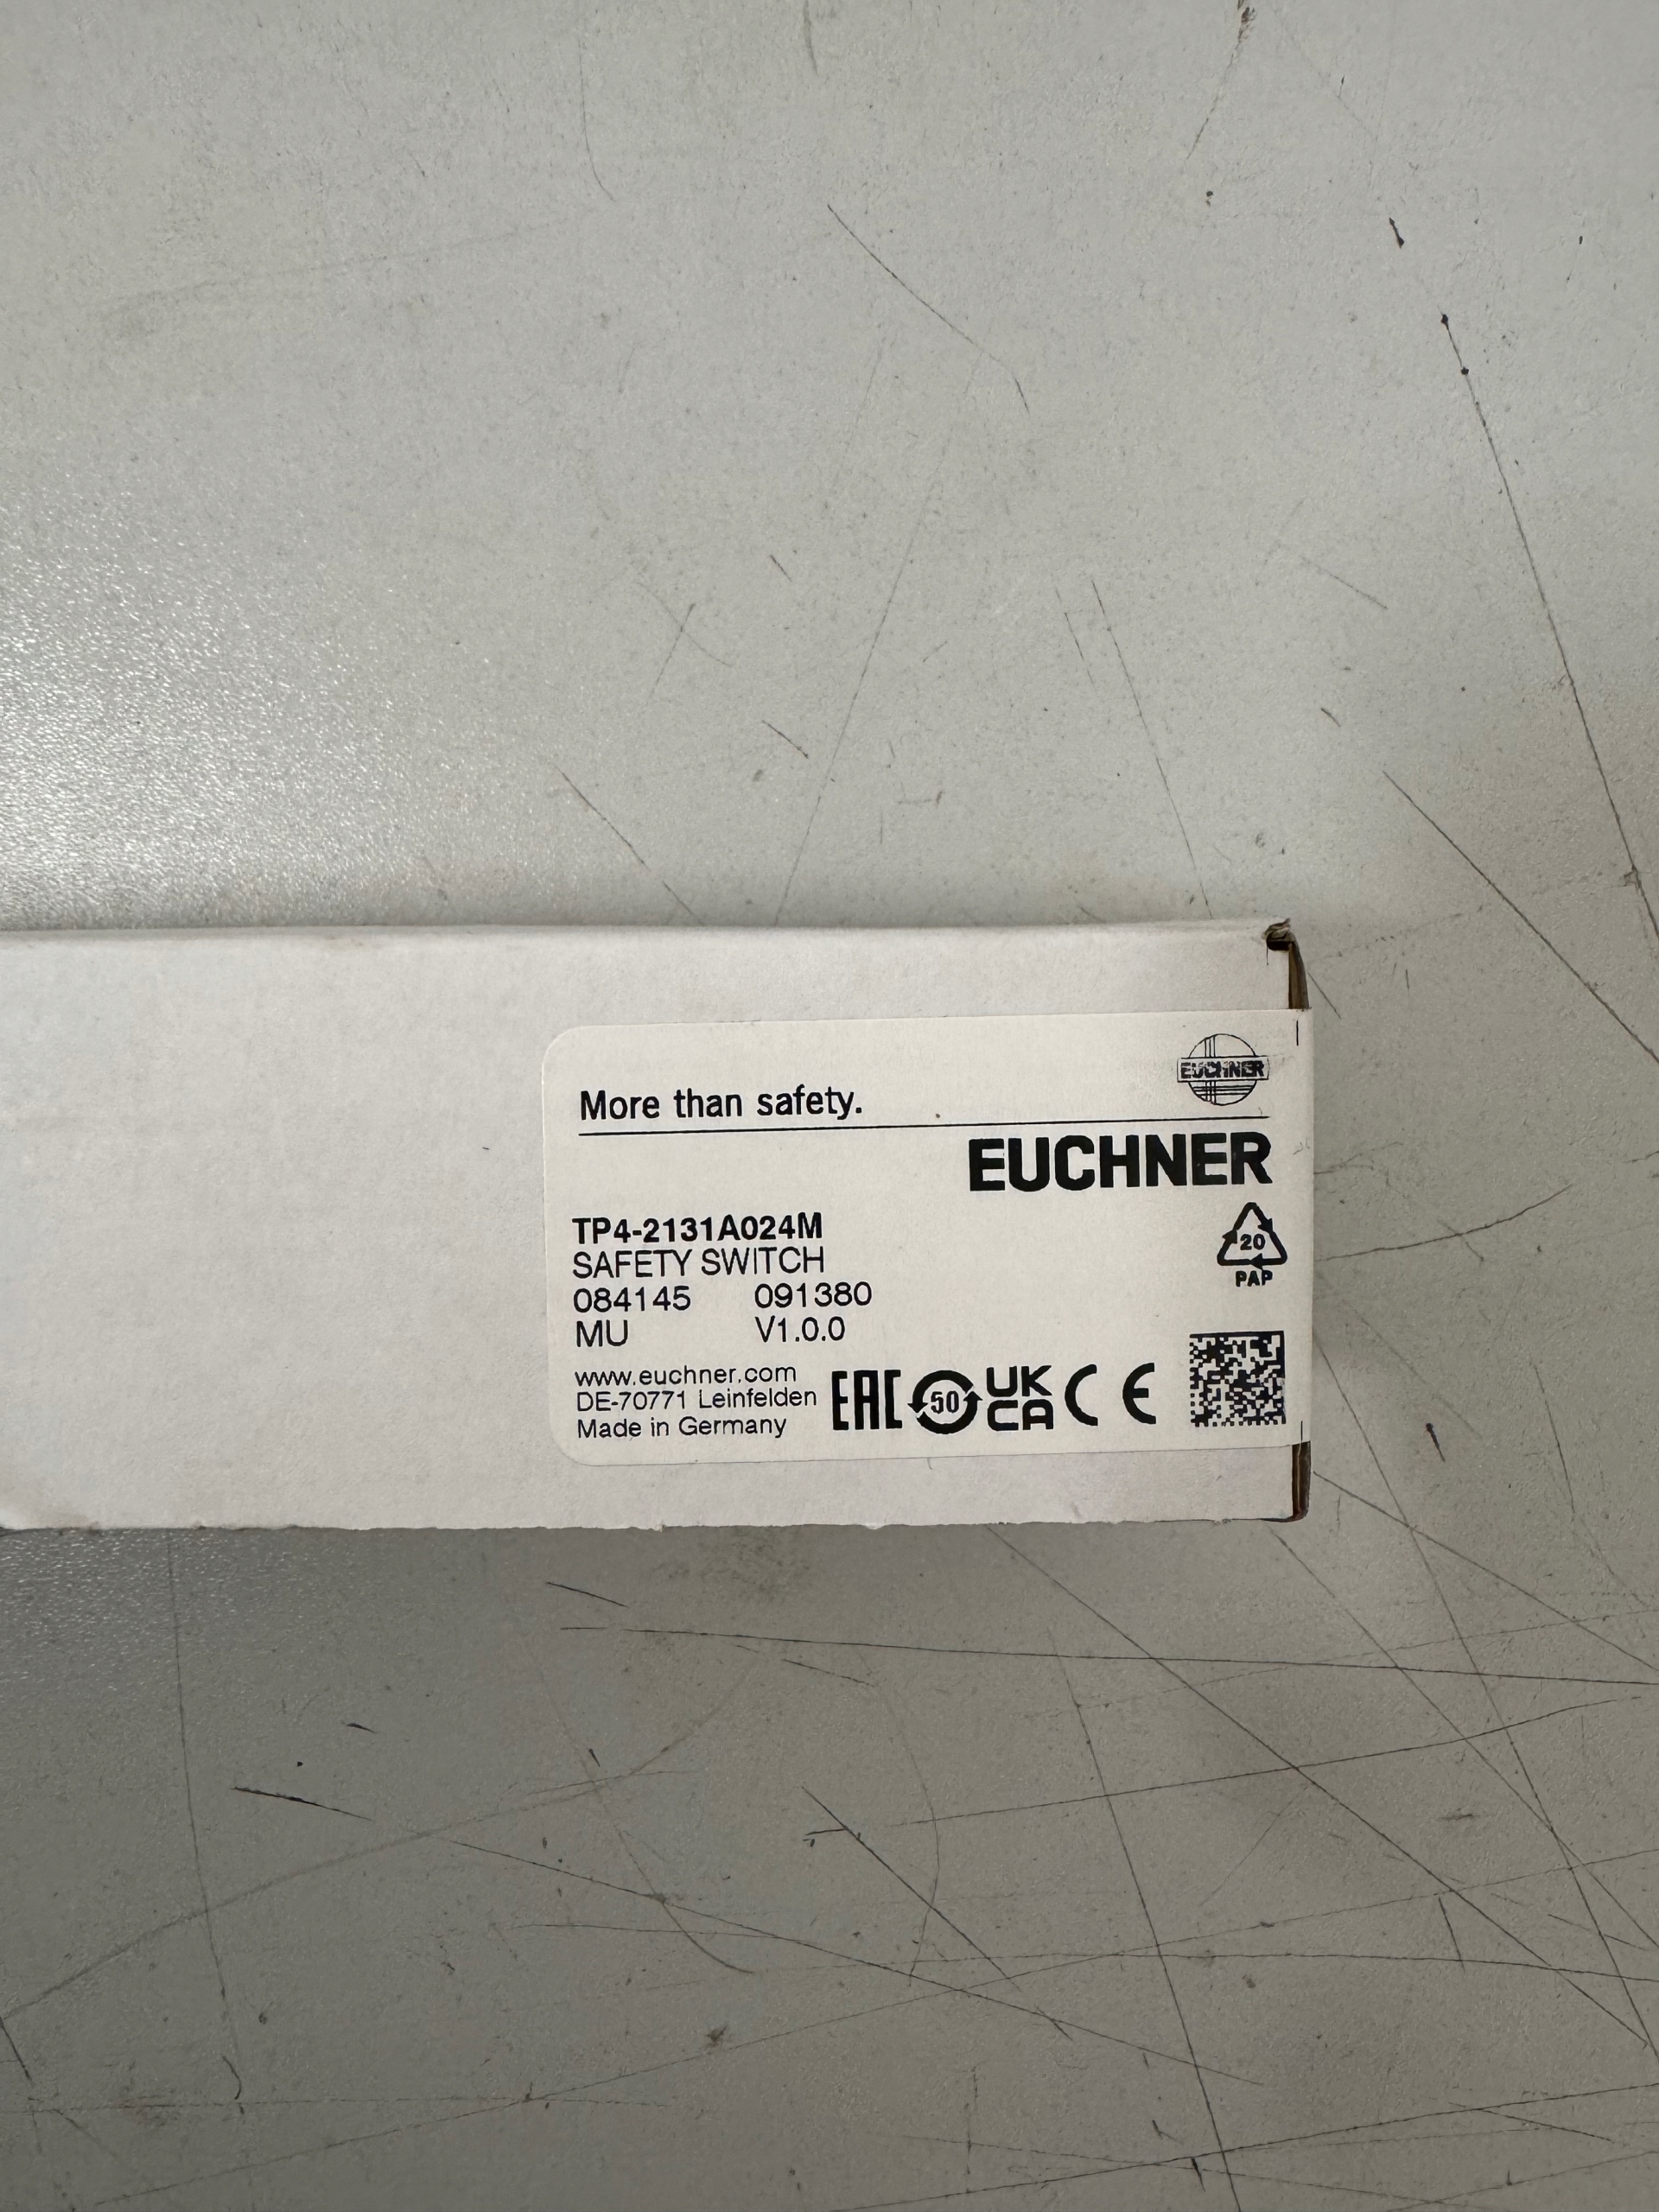 EUCHNER
More than safety.
EUCHNER
TP4-2131A024M
SAFETY SWITCH
084145 091380
MU V1.0.0
20
PAP
www.euchner.com
DE-70771 Leinfelden
Made in Germany
EAC 50 UK CA CE